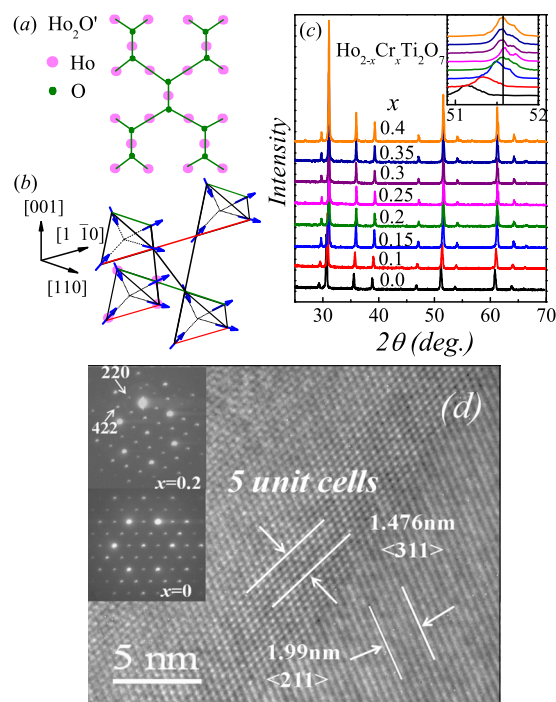 (a) Ho2O'
Ho
O
(b)
[001]
[1 1̄0]
[110]
(c)
Ho2-xCrxTi2O7
51 52
x
0.4
0.35
0.3
0.25
0.2
0.15
0.1
0.0
Intensity
30 40 50 60 70
2θ (deg.)
(d)
220
422
x=0.2
x=0
5 unit cells
1.476nm
<311>
1.99nm
<211>
5 nm